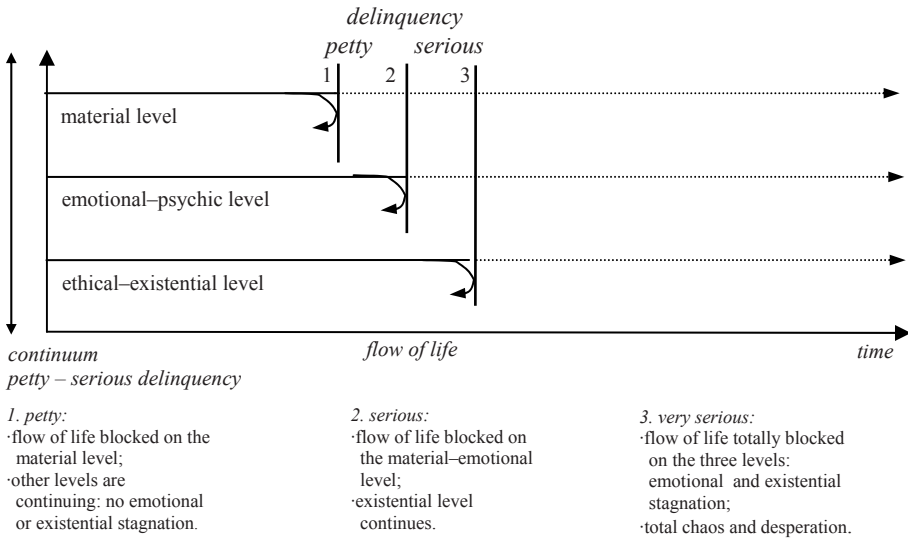 delinquency
petty serious
1 2 3
material level
emotional–psychic level
ethical–existential level
continuum
petty – serious delinquency
flow of life
time
1. petty:
·flow of life blocked on the
material level;
·other levels are
continuing: no emotional
or existential stagnation.
2. serious:
·flow of life blocked on
the material–emotional
level;
·existential level
continues.
3. very serious:
·flow of life totally blocked
on the three levels:
emotional and existential
stagnation;
·total chaos and desperation.